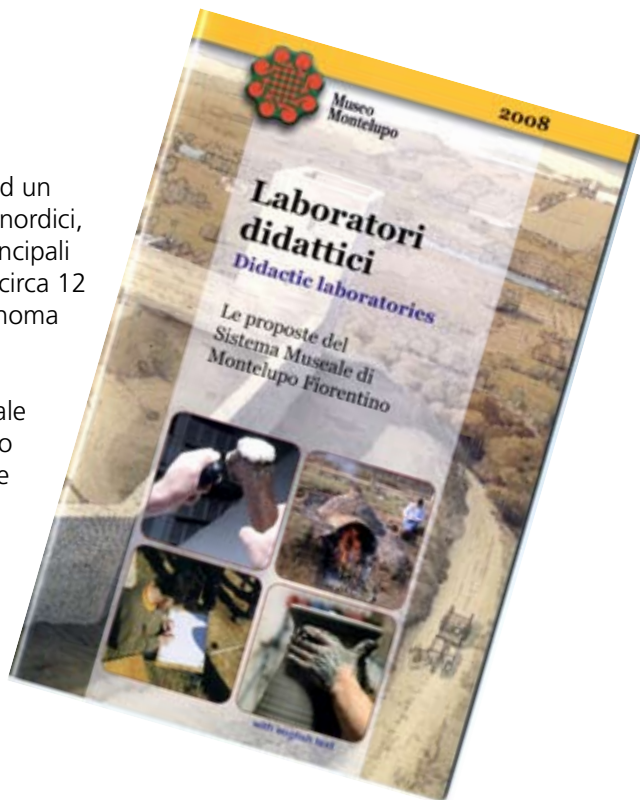 d un
nordici,
ncipali
circa 12
noma
ale
o
e
Museo
Montelupo
2008
Laboratori
didattici
Didactic laboratories
Le proposte del
Sistema Museale di
Montelupo Fiorentino
with english text